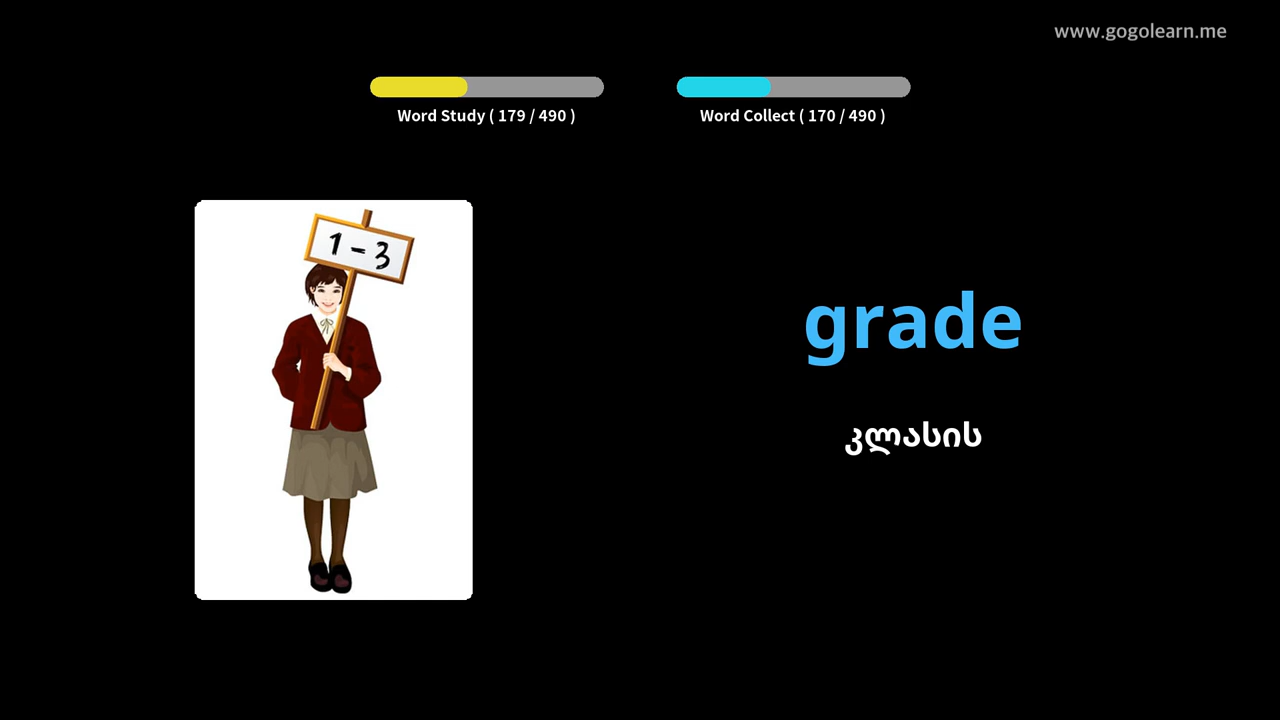 www.gogolearn.me
Word Study ( 179 / 490 )
Word Collect ( 170 / 490 )
1 - 3
grade
კლასის